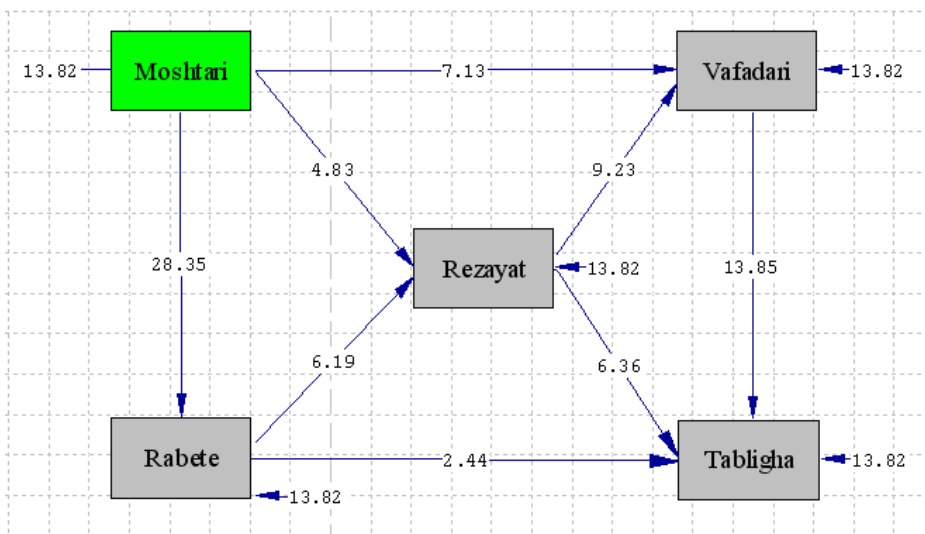 13.82 Moshtari 7.13 Vafadari 13.82
4.83 9.23
28.35 Rezayat 13.82 13.85
6.19 6.36
Rabete 2.44 Tabligha 13.82
13.82